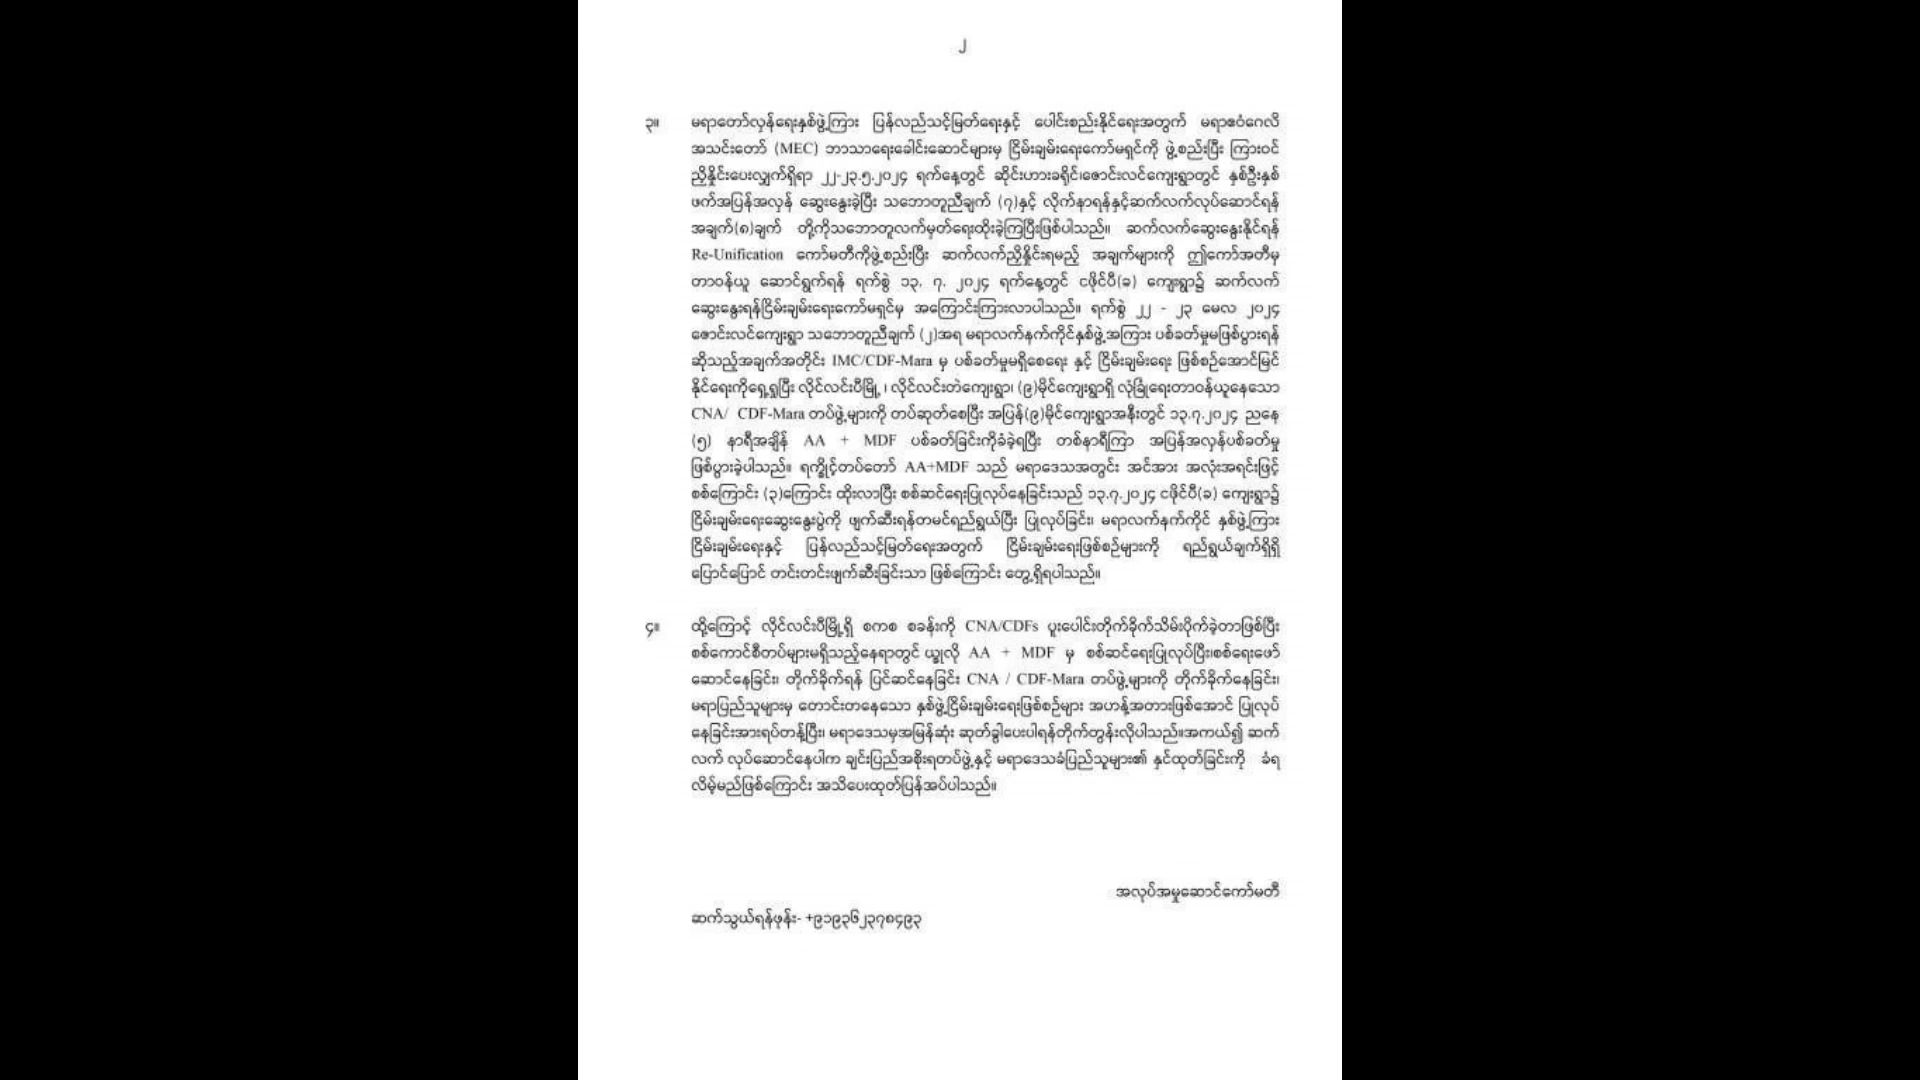 ၂
၃။ မရာတော်လှန်ရေးနှစ်ဖွဲ့ကြား ပြန်လည်သင့်မြတ်ရေးနှင့် ပေါင်းစည်းနိုင်ရေးအတွက် မရာဧဝံဂေလိ
အသင်းတော် (MEC) ဘာသာရေးခေါင်းဆောင်များမှ ငြိမ်းချမ်းရေးကော်မရှင်ကို ဖွဲ့စည်းပြီး ကြားဝင်
ညှိနှိုင်းပေးလျှက်ရှိရာ ၂၂-၂၃.၅.၂၀၂၄ ရက်နေ့တွင် ဆိုင်းဟားခရိုင်၊ဇောင်းလင်ကျေးရွာတွင် နှစ်ဦးနှစ်
ဖက်အပြန်အလှန် ဆွေးနွေးခဲ့ပြီး သဘောတူညီချက် (၇)နှင့် လိုက်နာရန်နှင့်ဆက်လက်လုပ်ဆောင်ရန်
အချက်(၈)ချက် တို့ကိုသဘောတူလက်မှတ်ရေးထိုးခဲ့ကြပြီးဖြစ်ပါသည်။ ဆက်လက်ဆွေးနွေးနိုင်ရန်
Re-Unification ကော်မတီကိုဖွဲ့စည်းပြီး ဆက်လက်ညှိနှိုင်းရမည့် အချက်များကို ဤကော်အတီမှ
တာဝန်ယူ ဆောင်ရွက်ရန် ရက်စွဲ ၁၃. ၇. ၂၀၂၄ ရက်နေ့တွင် ငဖိုင်ပီ(ခ) ကျေးရွာ၌ ဆက်လက်
ဆွေးနွေးရန်ငြိမ်းချမ်းရေးကော်မရှင်မှ အကြောင်းကြားလာပါသည်။ ရက်စွဲ ၂၂ - ၂၃ မေလ ၂၀၂၄
ဇောင်းလင်ကျေးရွာ သဘောတူညီချက် (၂)အရ မရာလက်နက်ကိုင်နှစ်ဖွဲ့အကြား ပစ်ခတ်မှုမဖြစ်ပွားရန်
ဆိုသည့်အချက်အတိုင်း IMC/CDF-Mara မှ ပစ်ခတ်မှုမရှိစေရေး နှင့် ငြိမ်းချမ်းရေး ဖြစ်စဉ်အောင်မြင်
နိုင်ရေးကိုရှေ့ရှုပြီး လိုင်လင်းပီမြို့၊ လိုင်လင်းတဲကျေးရွာ၊ (၉)မိုင်ကျေးရွာရှိ လုံခြုံရေးတာဝန်ယူနေသော
CNA/ CDF-Mara တပ်ဖွဲ့များကို တပ်ဆုတ်စေပြီး အပြန်(၉)မိုင်ကျေးရွာအနီးတွင် ၁၃.၇.၂၀၂၄ ညနေ
(၅) နာရီအချိန် AA + MDF ပစ်ခတ်ခြင်းကိုခံခဲ့ရပြီး တစ်နာရီကြာ အပြန်အလှန်ပစ်ခတ်မှု
ဖြစ်ပွားခဲ့ပါသည်။ ရက္ခိုင့်တပ်တော် AA+MDF သည် မရာဒေသအတွင်း အင်အား အလုံးအရင်းဖြင့်
စစ်ကြောင်း (၃)ကြောင်း ထိုးလာပြီး စစ်ဆင်ရေးပြုလုပ်နေခြင်းသည် ၁၃.၇.၂၀၂၄ ငဖိုင်ပီ(ခ) ကျေးရွာ၌
ငြိမ်းချမ်းရေးဆွေးနွေးပွဲကို ဖျက်ဆီးရန်တမင်ရည်ရွယ်ပြီး ပြုလုပ်ခြင်း၊ မရာလက်နက်ကိုင် နှစ်ဖွဲ့ကြား
ငြိမ်းချမ်းရေးနှင့် ပြန်လည်သင့်မြတ်ရေးအတွက် ငြိမ်းချမ်းရေးဖြစ်စဉ်များကို ရည်ရွယ်ချက်ရှိရှိ
ပြောင်ပြောင် တင်းတင်းဖျက်ဆီးခြင်းသာ ဖြစ်ကြောင်း တွေ့ရှိရပါသည်။
၄။ ထို့ကြောင့် လိုင်လင်းပီမြို့ရှိ စကစ စခန်းကို CNA/CDFs ပူးပေါင်းတိုက်ခိုက်သိမ်းပိုက်ခဲ့တာဖြစ်ပြီး
စစ်ကောင်စီတပ်များမရှိသည့်နေရာတွင် ယ္ခုလို AA + MDF မှ စစ်ဆင်ရေးပြုလုပ်ပြီး၊စစ်ရေးဖော်
ဆောင်နေခြင်း၊ တိုက်ခိုက်ရန် ပြင်ဆင်နေခြင်း CNA / CDF-Mara တပ်ဖွဲ့များကို တိုက်ခိုက်နေခြင်း၊
မရာပြည်သူများမှ တောင်းတနေသော နှစ်ဖွဲ့ငြိမ်းချမ်းရေးဖြစ်စဉ်များ အဟန့်အတားဖြစ်အောင် ပြုလုပ်
နေခြင်းအားရပ်တန့်ပြီး၊ မရာဒေသမှအမြန်ဆုံး ဆုတ်ခွါပေးပါရန်တိုက်တွန်းလိုပါသည်။အကယ်၍ ဆက်
လက် လုပ်ဆောင်နေပါက ချင်းပြည်အစိုးရတပ်ဖွဲ့နှင့် မရာဒေသခံပြည်သူများ၏ နှင်ထုတ်ခြင်းကို ခံရ
လိမ့်မည်ဖြစ်ကြောင်း အသိပေးထုတ်ပြန်အပ်ပါသည်။
အလုပ်အမှုဆောင်ကော်မတီ
ဆက်သွယ်ရန်ဖုန်း- +၉၁၉၃၆၂၃၇၈၄၉၃